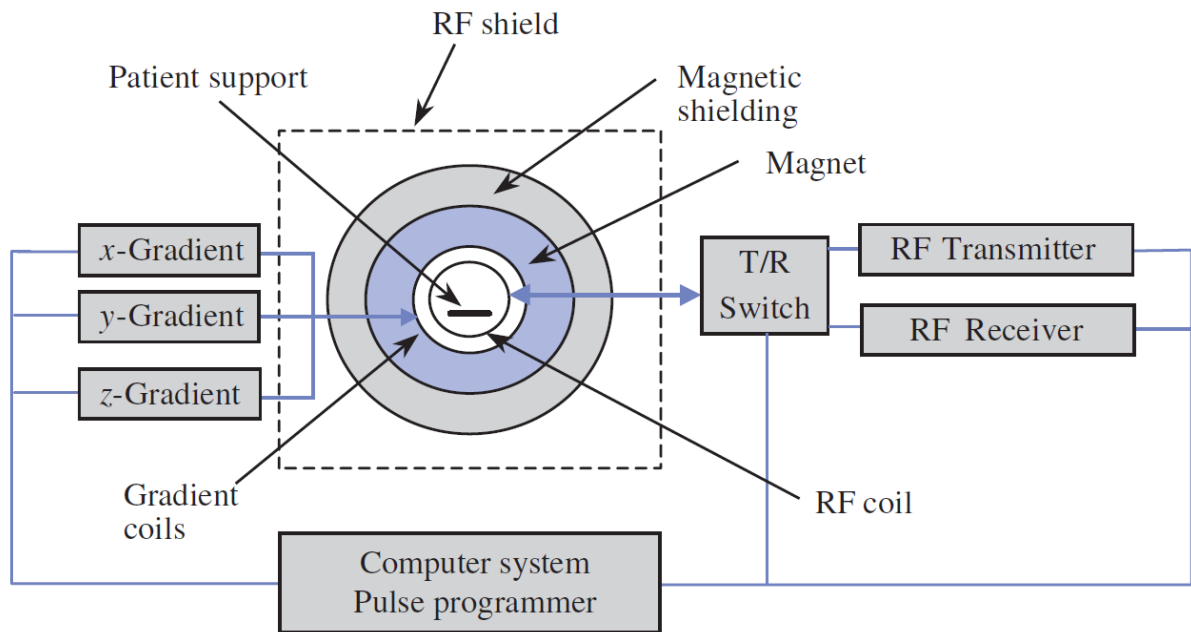 RF shield
Patient support
Magnetic
shielding
Magnet
x-Gradient
y-Gradient
z-Gradient
T/R
Switch
RF Transmitter
RF Receiver
Gradient
coils
RF coil
Computer system
Pulse programmer